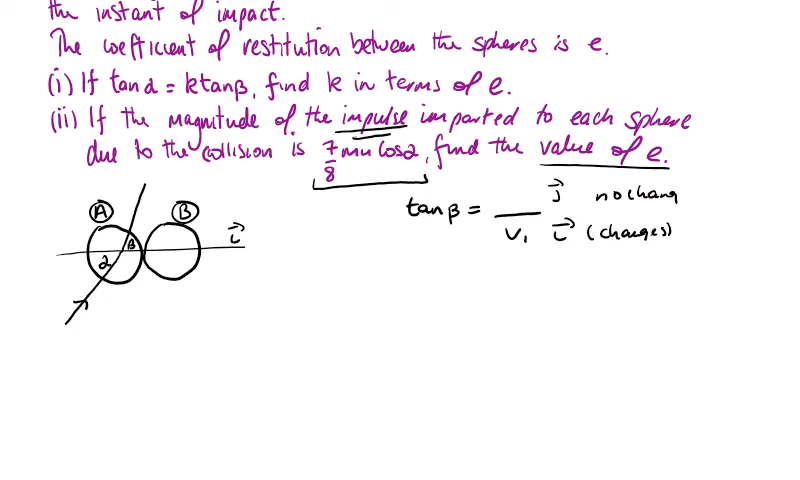 the instant of impact.
The coefficient of restitution between the spheres is e.
(i) If tan α = k tan β, find k in terms of e.
(ii) If the magnitude of the impulse imparted to each sphere
due to the collision is 7/8 mu Cos α, find the value of e.
A B
α β i⃗
tan β = —— j⃗ no chang
v₁ i⃗ (changes)